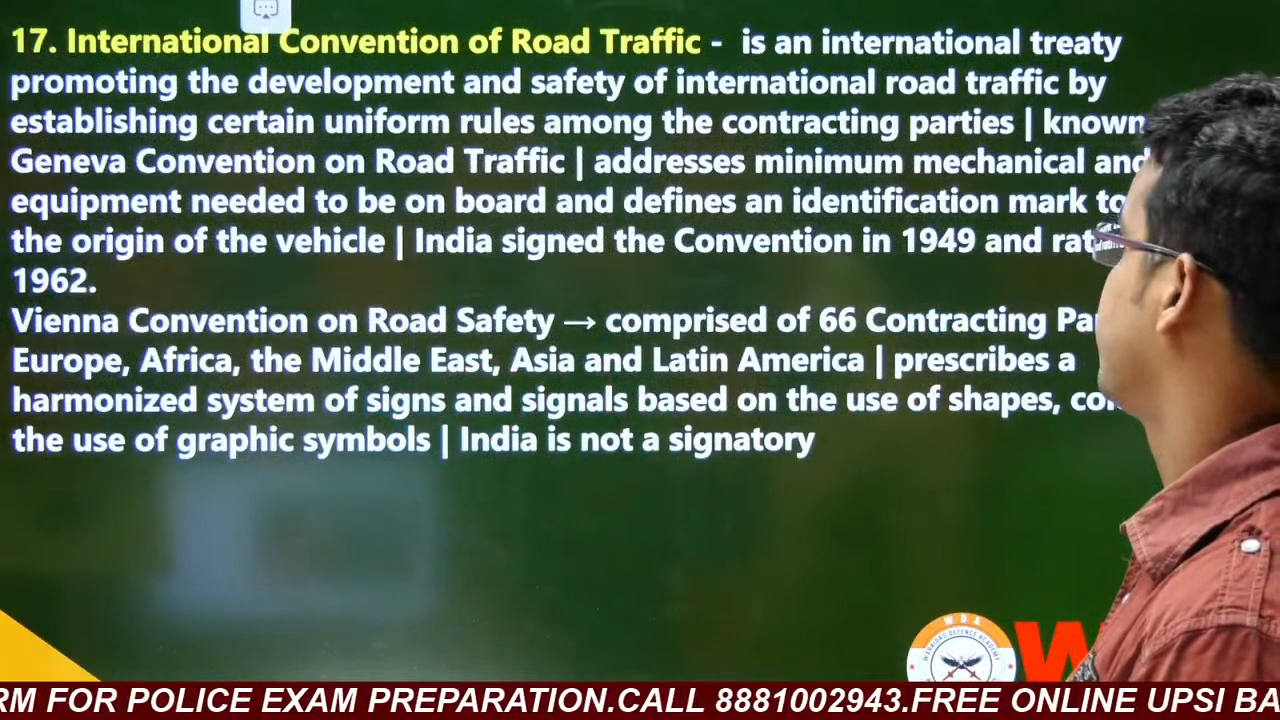 17. International Convention of Road Traffic - is an international treaty
promoting the development and safety of international road traffic by
establishing certain uniform rules among the contracting parties | known
Geneva Convention on Road Traffic | addresses minimum mechanical and
equipment needed to be on board and defines an identification mark to
the origin of the vehicle | India signed the Convention in 1949 and
1962.
Vienna Convention on Road Safety → comprised of 66 Contracting
Europe, Africa, the Middle East, Asia and Latin America | prescribes a
harmonized system of signs and signals based on the use of shapes,
the use of graphic symbols | India is not a signatory
WDA
WARRIORS DEFENCE ACADEMY
W
FOR POLICE EXAM PREPARATION.CALL 8881002943.FREE ONLINE UPSI